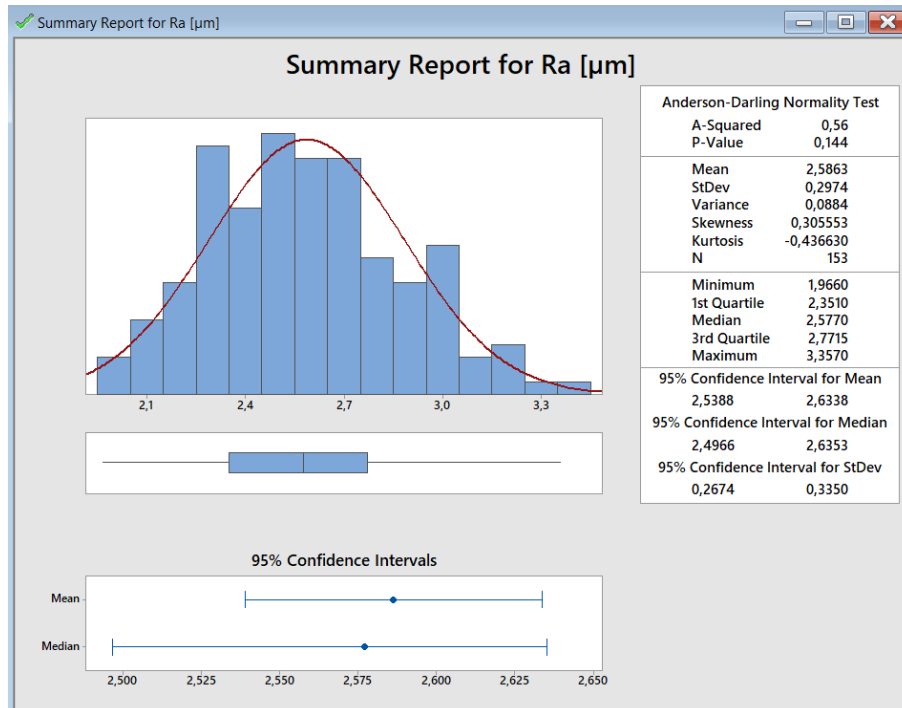 Summary Report for Ra [µm]
Summary Report for Ra [µm]
Anderson-Darling Normality Test
A-Squared 0,56
P-Value 0,144
Mean 2,5863
StDev 0,2974
Variance 0,0884
Skewness 0,305553
Kurtosis -0,436630
N 153
Minimum 1,9660
1st Quartile 2,3510
Median 2,5770
3rd Quartile 2,7715
Maximum 3,3570
95% Confidence Interval for Mean
2,5388 2,6338
95% Confidence Interval for Median
2,4966 2,6353
95% Confidence Interval for StDev
0,2674 0,3350
2,1 2,4 2,7 3,0 3,3
95% Confidence Intervals
Mean
Median
2,500 2,525 2,550 2,575 2,600 2,625 2,650